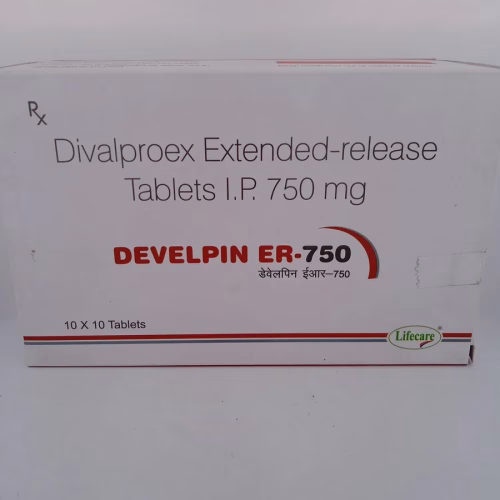 Rx
Divalproex Extended-release
Tablets I.P. 750 mg
DEVELPIN ER-750
डेवेलपिन ईआर-750
10 X 10 Tablets
Lifecare®